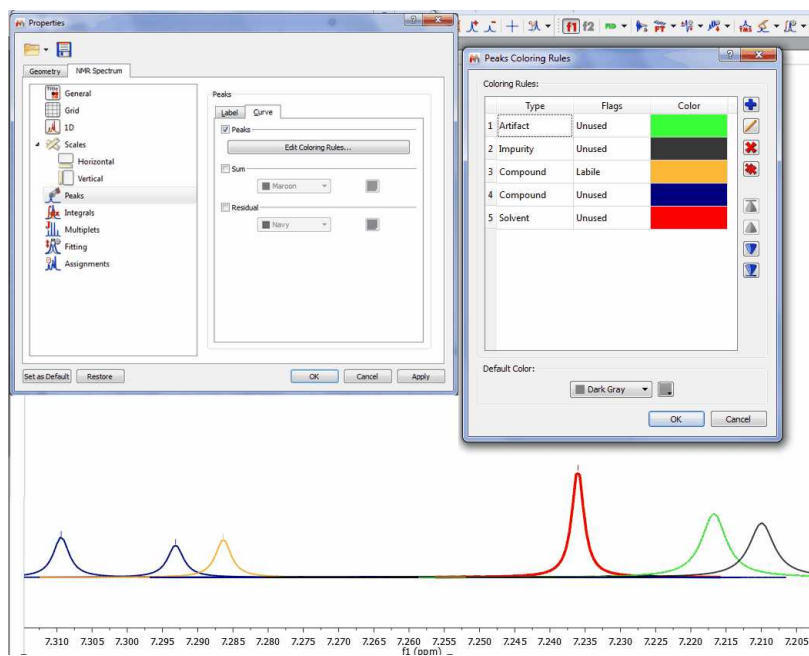 Properties
Geometry
NMR Spectrum
General
Grid
1D
Scales
Horizontal
Vertical
Peaks
Integrals
Multiplets
Fitting
Assignments
Peaks
Label
Curve
Peaks
Edit Coloring Rules...
Sum
Maroon
Residual
Navy
Set as Default
Restore
OK
Cancel
Apply
f1
f2
Peaks Coloring Rules
Coloring Rules:
Type Flags Color
1 Artifact Unused
2 Impurity Unused
3 Compound Labile
4 Compound Unused
5 Solvent Unused
Default Color:
Dark Gray
OK
Cancel
7.310 7.305 7.300 7.295 7.290 7.285 7.280 7.275 7.270 7.265 7.260 7.255 7.250 7.245 7.240 7.235 7.230 7.225 7.220 7.215 7.210 7.205
f1 (ppm)